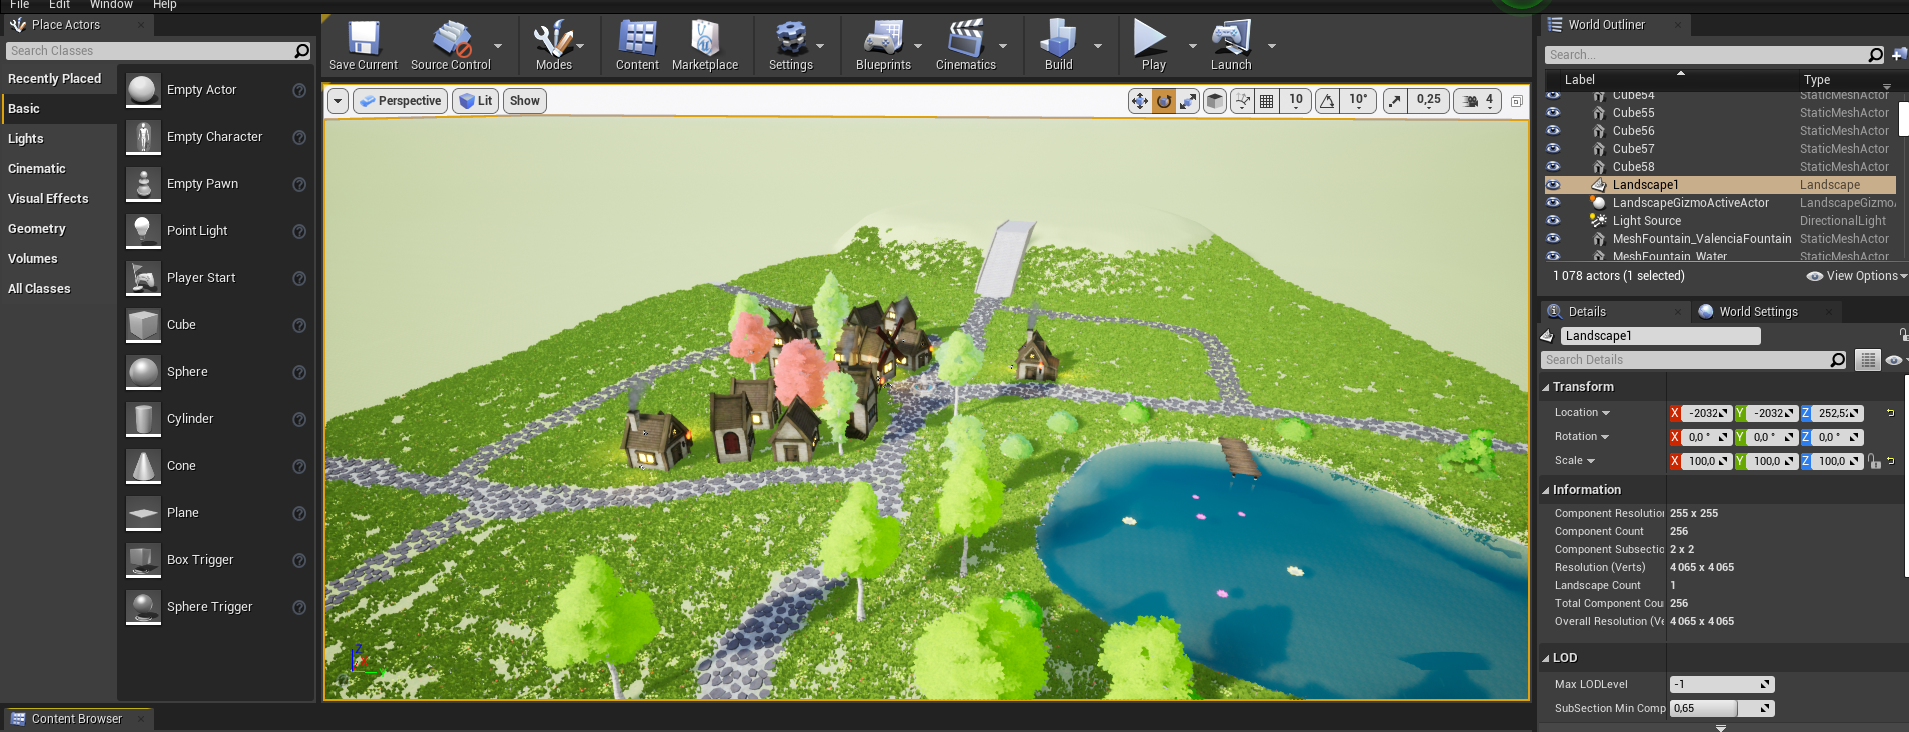 File Edit Window Help
Place Actors
Search Classes
Recently Placed
Basic
Lights
Cinematic
Visual Effects
Geometry
Volumes
All Classes
Empty Actor
Empty Character
Empty Pawn
Point Light
Player Start
Cube
Sphere
Cylinder
Cone
Plane
Box Trigger
Sphere Trigger
Content Browser
Save Current Source Control Modes Content Marketplace Settings Blueprints Cinematics Build Play Launch
Perspective Lit Show 10 10° 0,25 4
Z X Y
World Outliner
Search...
Label Type
Cube54 StaticMeshActor
Cube55 StaticMeshActor
Cube56 StaticMeshActor
Cube57 StaticMeshActor
Cube58 StaticMeshActor
Landscape1 Landscape
LandscapeGizmoActiveActor LandscapeGizmo
Light Source DirectionalLight
MeshFountain_ValenciaFountain StaticMeshActor
MeshFountain_Water StaticMeshActor
1 078 actors (1 selected) View Options
Details World Settings
Landscape1
Search Details
Transform
Location X -2032 Y -2032 Z 252,5
Rotation X 0,0 ° Y 0,0 ° Z 0,0 °
Scale X 100,0 Y 100,0 Z 100,0
Information
Component Resolution 255 x 255
Component Count 256
Component Subsectio 2 x 2
Resolution (Verts) 4 065 x 4 065
Landscape Count 1
Total Component Cou 256
Overall Resolution (Ve 4 065 x 4 065
LOD
Max LODLevel -1
SubSection Min Comp 0,65